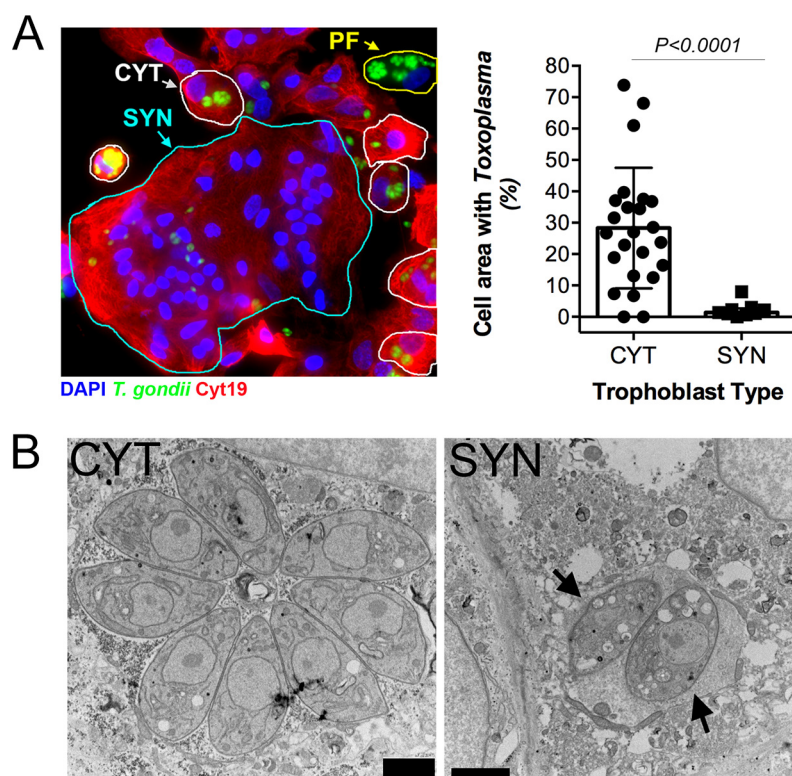 A
PF
CYT
SYN
DAPI T. gondii Cyt19
P<0.0001
Cell area with Toxoplasma
(%)
80
70
60
50
40
30
20
10
0
CYT SYN
Trophoblast Type
B
CYT
SYN